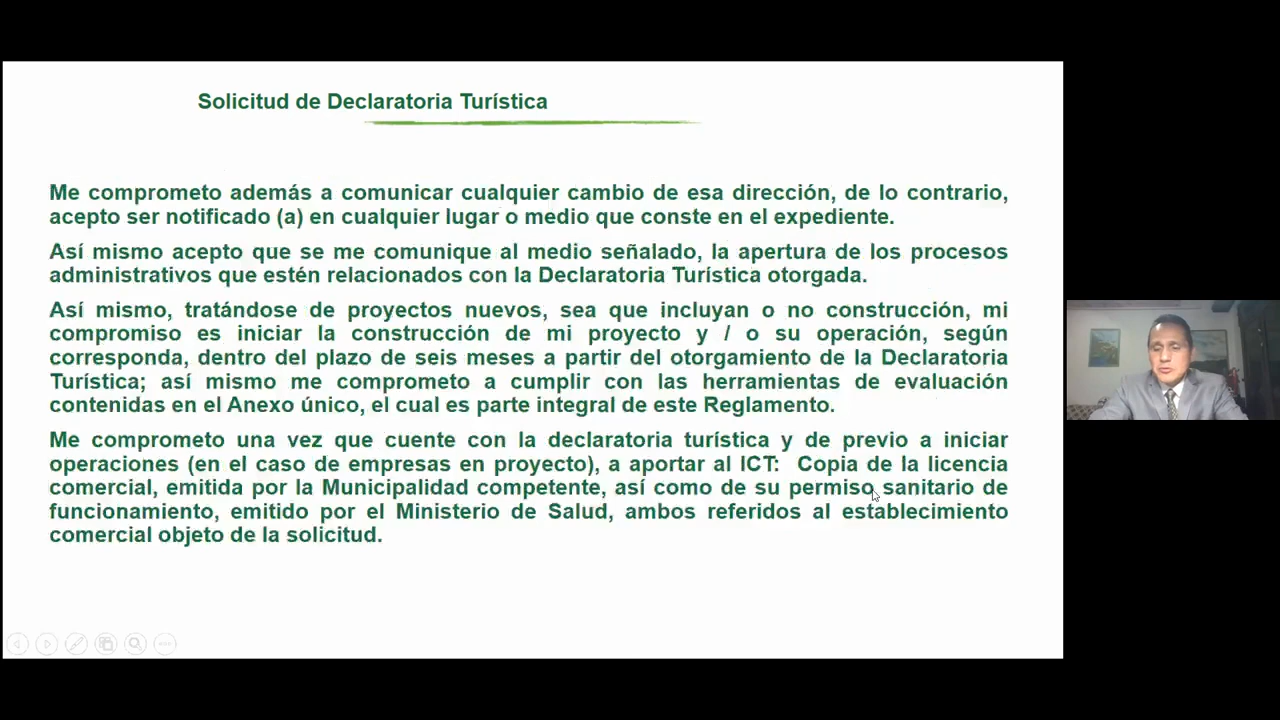 Solicitud de Declaratoria Turística
Me comprometo además a comunicar cualquier cambio de esa dirección, de lo contrario,
acepto ser notificado (a) en cualquier lugar o medio que conste en el expediente.
Así mismo acepto que se me comunique al medio señalado, la apertura de los procesos
administrativos que estén relacionados con la Declaratoria Turística otorgada.
Así mismo, tratándose de proyectos nuevos, sea que incluyan o no construcción, mi
compromiso es iniciar la construcción de mi proyecto y / o su operación, según
corresponda, dentro del plazo de seis meses a partir del otorgamiento de la Declaratoria
Turística; así mismo me comprometo a cumplir con las herramientas de evaluación
contenidas en el Anexo único, el cual es parte integral de este Reglamento.
Me comprometo una vez que cuente con la declaratoria turística y de previo a iniciar
operaciones (en el caso de empresas en proyecto), a aportar al ICT: Copia de la licencia
comercial, emitida por la Municipalidad competente, así como de su permiso sanitario de
funcionamiento, emitido por el Ministerio de Salud, ambos referidos al establecimiento
comercial objeto de la solicitud.